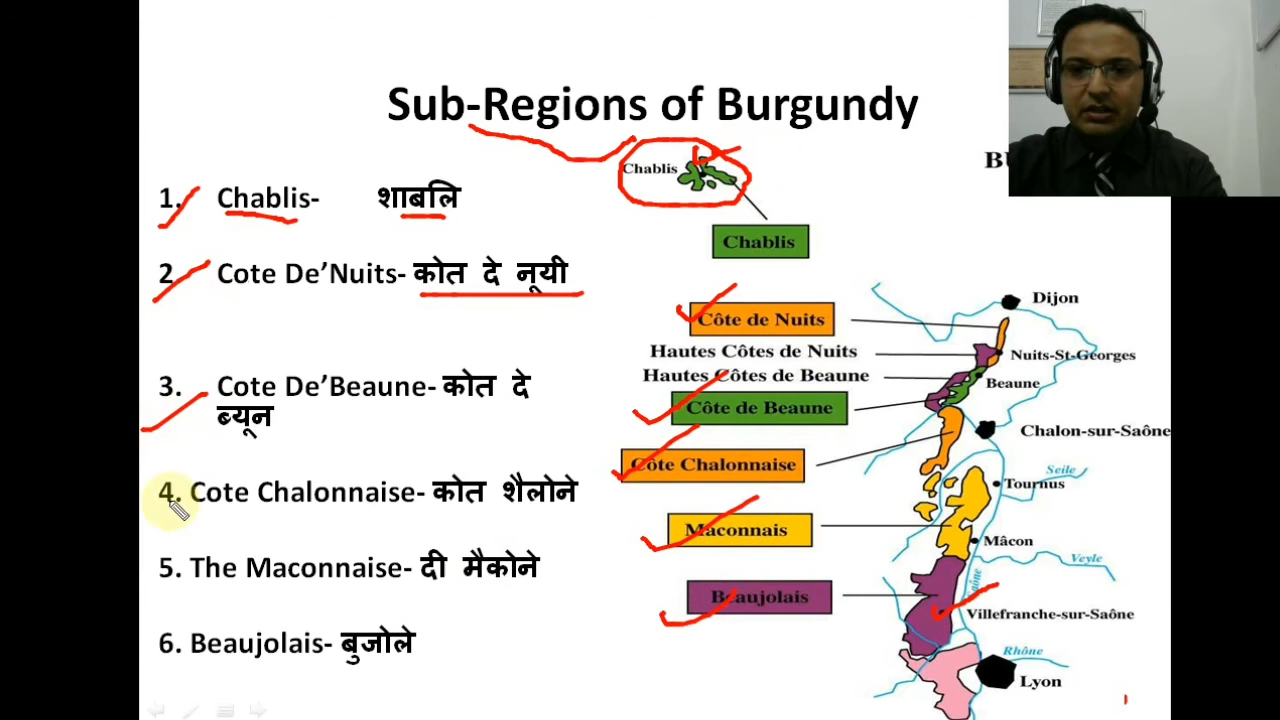 Sub-Regions of Burgundy
1. Chablis- शाबलि
2 Cote De’Nuits- कोत दे नूयी
3. Cote De’Beaune- कोत दे
ब्यून
4. Cote Chalonnaise- कोत शैलोने
5. The Maconnaise- दी मैकोने
6. Beaujolais- बुजोले
Chablis
Chablis
Côte de Nuits
Hautes Côtes de Nuits
Hautes Côtes de Beaune
Côte de Beaune
Côte Chalonnaise
Maconnais
Beaujolais
Dijon
Nuits-St-Georges
Beaune
Chalon-sur-Saône
Seile
Tournus
Mâcon
Veyle
Villefranche-sur-Saône
Rhône
Lyon